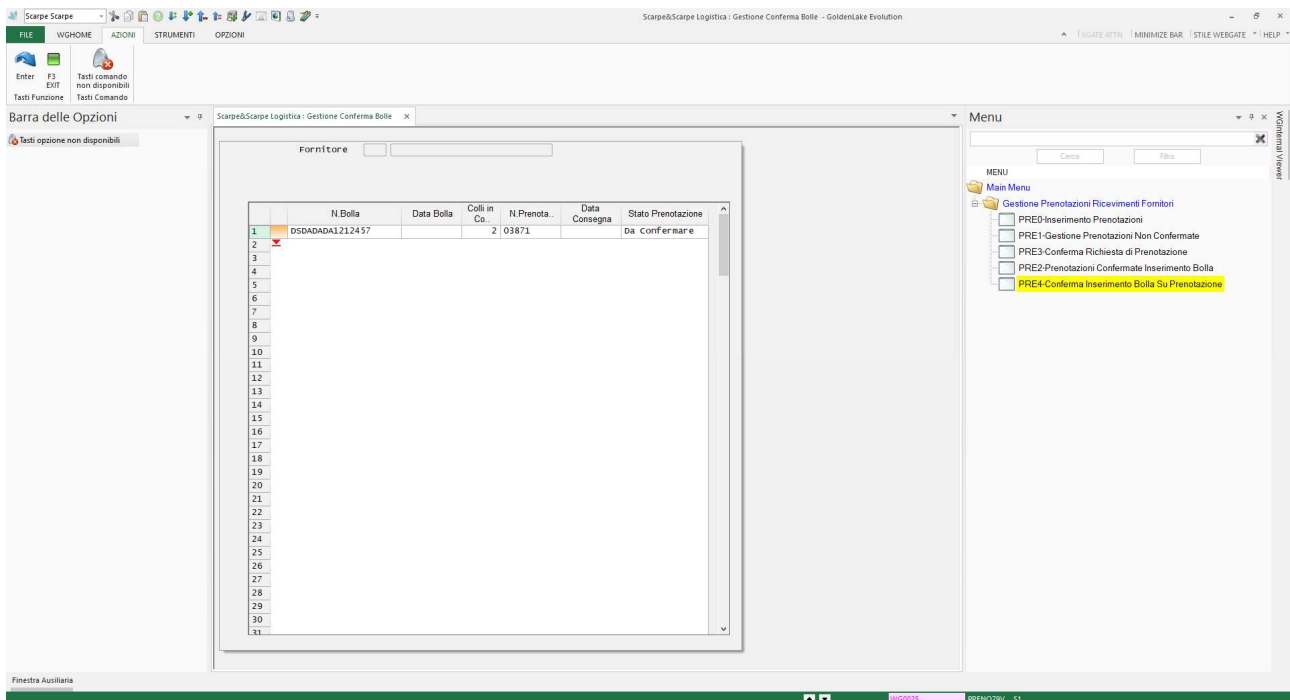 Scarpe Scarpe
Scarpe&Scarpe Logistica : Gestione Conferma Bolle - GoldenLake Evolution
FILE WGHOME AZIONI STRUMENTI OPZIONI
XGATE ATTN MINIMIZE BAR STILE WEBGATE HELP
Enter F3 EXIT Tasti comando non disponibili
Tasti Funzione Tasti Comando
Barra delle Opzioni
Tasti opzione non disponibili
Scarpe&Scarpe Logistica : Gestione Conferma Bolle
Fornitore
N.Bolla Data Bolla Colli in Co.. N.Prenota.. Data Consegna Stato Prenotazione
1 DSDADADA1212457 2 03871 Da Confermare
2
3
4
5
6
7
8
9
10
11
12
13
14
15
16
17
18
19
20
21
22
23
24
25
26
27
28
29
30
31
Menu
Cerca Filtra
MENU
Main Menu
Gestione Prenotazioni Ricevimenti Fornitori
PRE0-Inserimento Prenotazioni
PRE1-Gestione Prenotazioni Non Confermate
PRE3-Conferma Richiesta di Prenotazione
PRE2-Prenotazioni Confermate Inserimento Bolla
PRE4-Conferma Inserimento Bolla Su Prenotazione
WGInternal Viewer
Finestra Ausiliaria
WG0025 PRENO79V S1